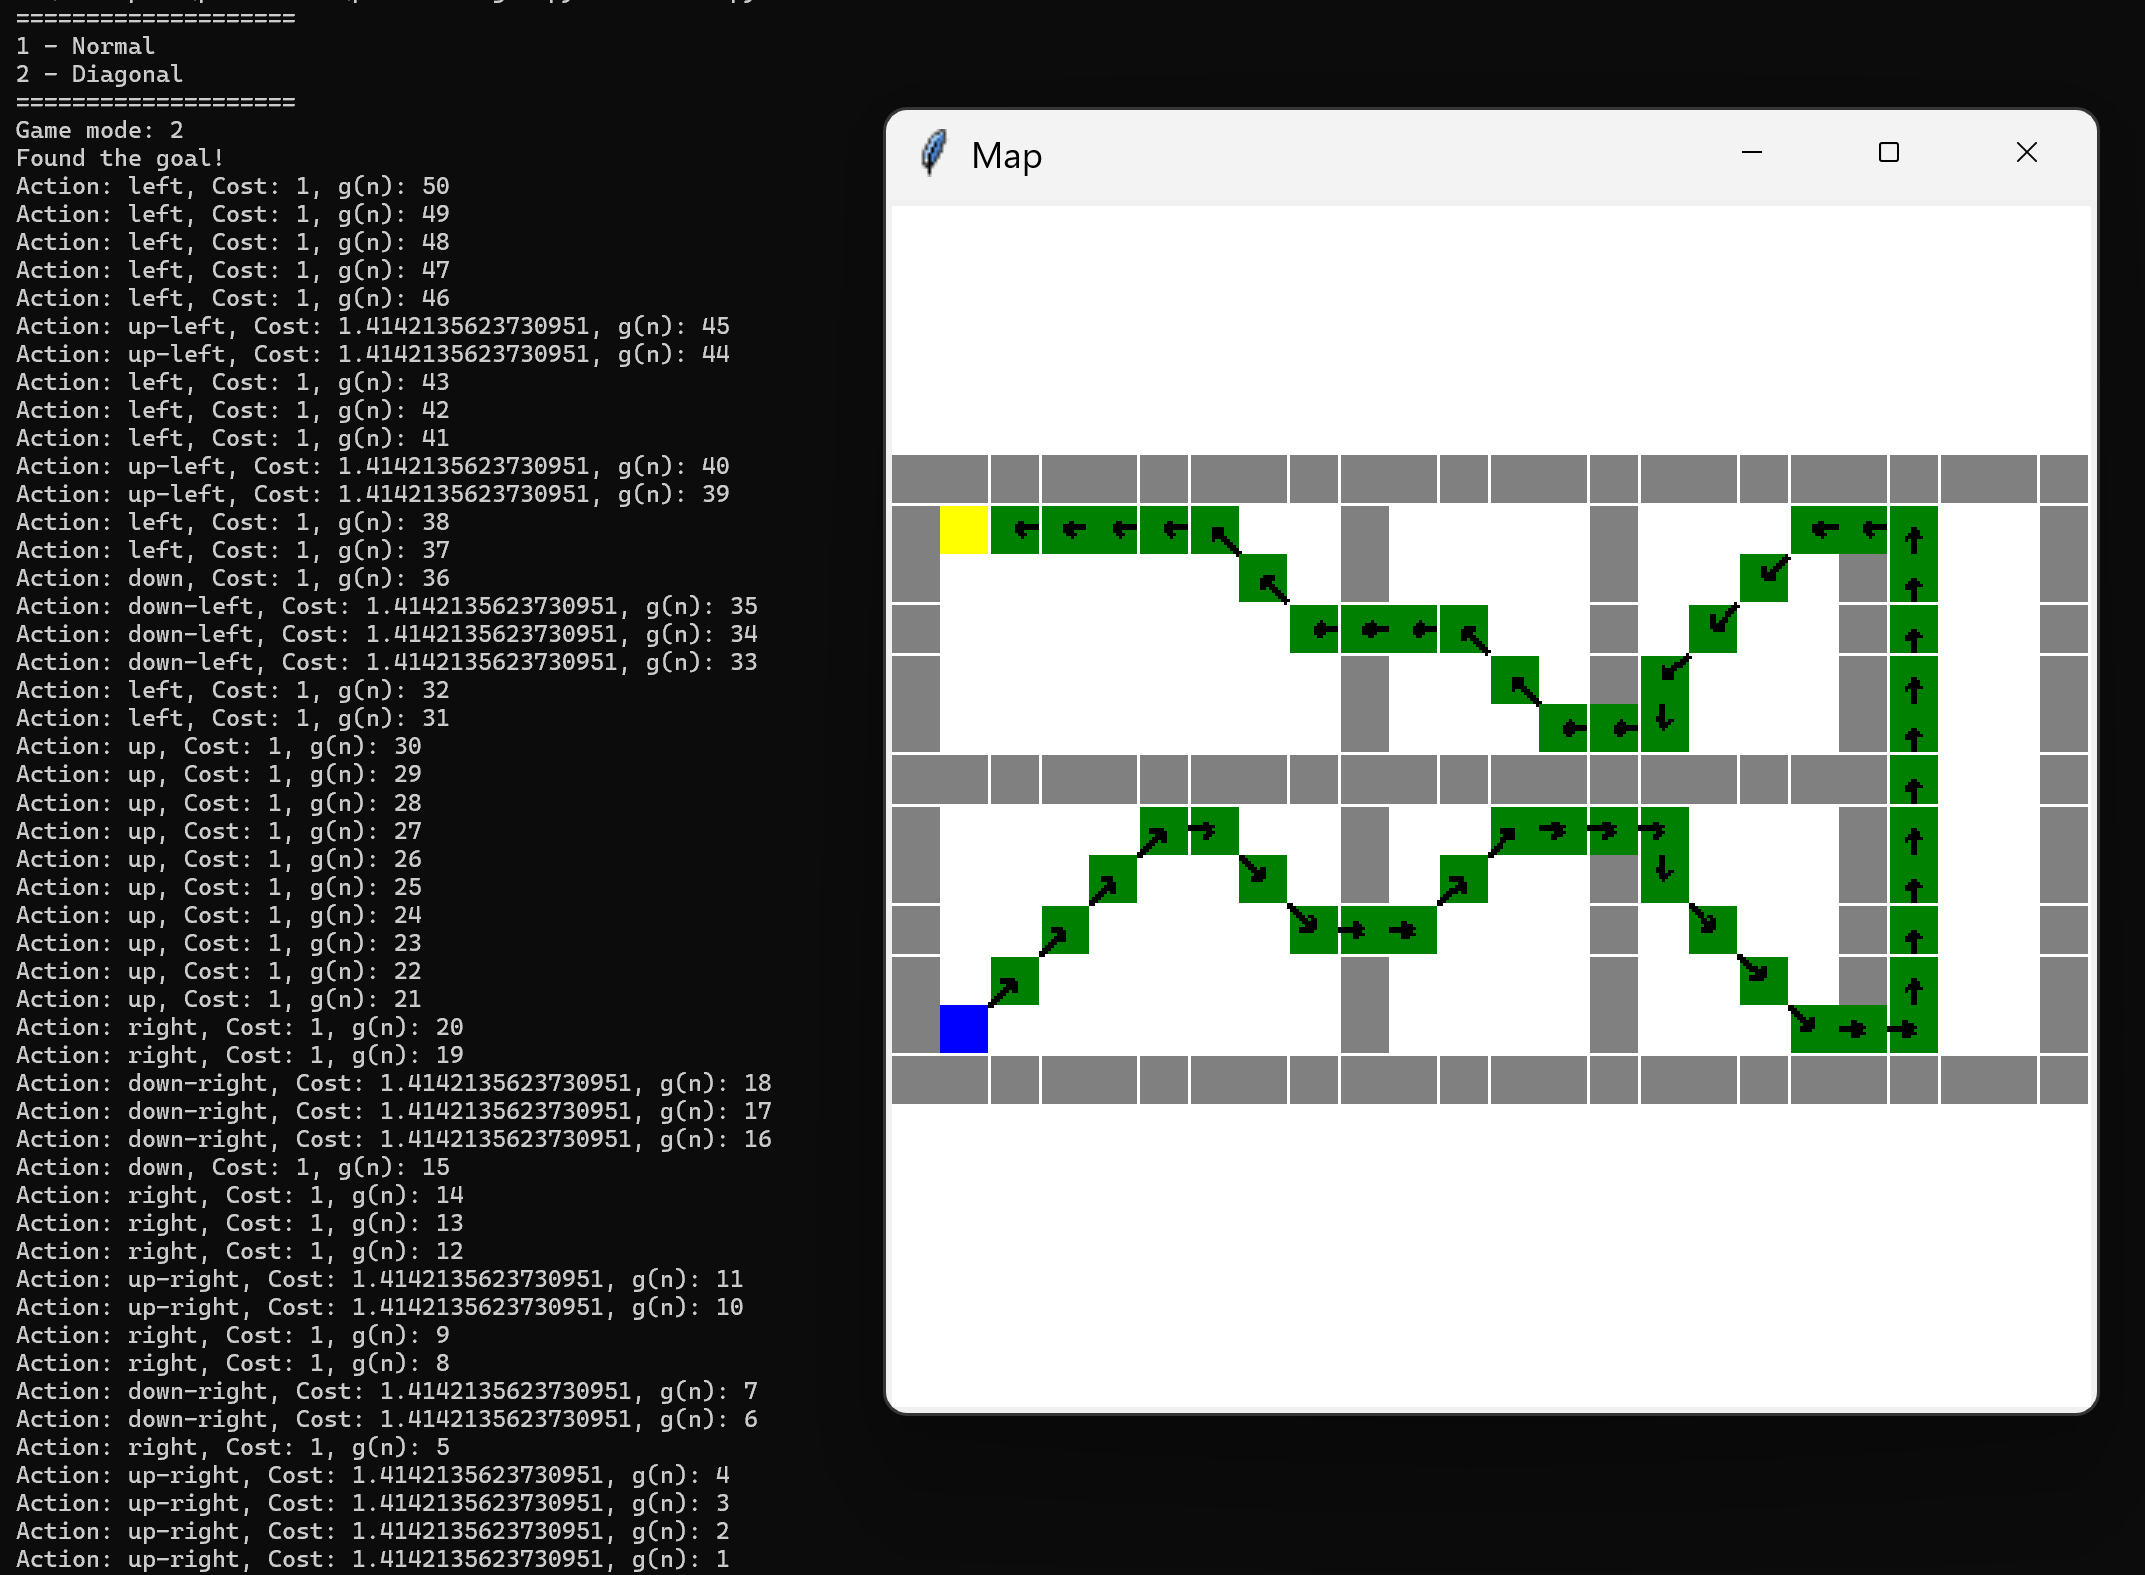 ====================
1 - Normal
2 - Diagonal
====================
Game mode: 2
Found the goal!
Action: left, Cost: 1, g(n): 50
Action: left, Cost: 1, g(n): 49
Action: left, Cost: 1, g(n): 48
Action: left, Cost: 1, g(n): 47
Action: left, Cost: 1, g(n): 46
Action: up-left, Cost: 1.4142135623730951, g(n): 45
Action: up-left, Cost: 1.4142135623730951, g(n): 44
Action: left, Cost: 1, g(n): 43
Action: left, Cost: 1, g(n): 42
Action: left, Cost: 1, g(n): 41
Action: up-left, Cost: 1.4142135623730951, g(n): 40
Action: up-left, Cost: 1.4142135623730951, g(n): 39
Action: left, Cost: 1, g(n): 38
Action: left, Cost: 1, g(n): 37
Action: down, Cost: 1, g(n): 36
Action: down-left, Cost: 1.4142135623730951, g(n): 35
Action: down-left, Cost: 1.4142135623730951, g(n): 34
Action: down-left, Cost: 1.4142135623730951, g(n): 33
Action: left, Cost: 1, g(n): 32
Action: left, Cost: 1, g(n): 31
Action: up, Cost: 1, g(n): 30
Action: up, Cost: 1, g(n): 29
Action: up, Cost: 1, g(n): 28
Action: up, Cost: 1, g(n): 27
Action: up, Cost: 1, g(n): 26
Action: up, Cost: 1, g(n): 25
Action: up, Cost: 1, g(n): 24
Action: up, Cost: 1, g(n): 23
Action: up, Cost: 1, g(n): 22
Action: up, Cost: 1, g(n): 21
Action: right, Cost: 1, g(n): 20
Action: right, Cost: 1, g(n): 19
Action: down-right, Cost: 1.4142135623730951, g(n): 18
Action: down-right, Cost: 1.4142135623730951, g(n): 17
Action: down-right, Cost: 1.4142135623730951, g(n): 16
Action: down, Cost: 1, g(n): 15
Action: right, Cost: 1, g(n): 14
Action: right, Cost: 1, g(n): 13
Action: right, Cost: 1, g(n): 12
Action: up-right, Cost: 1.4142135623730951, g(n): 11
Action: up-right, Cost: 1.4142135623730951, g(n): 10
Action: right, Cost: 1, g(n): 9
Action: right, Cost: 1, g(n): 8
Action: down-right, Cost: 1.4142135623730951, g(n): 7
Action: down-right, Cost: 1.4142135623730951, g(n): 6
Action: right, Cost: 1, g(n): 5
Action: up-right, Cost: 1.4142135623730951, g(n): 4
Action: up-right, Cost: 1.4142135623730951, g(n): 3
Action: up-right, Cost: 1.4142135623730951, g(n): 2
Action: up-right, Cost: 1.4142135623730951, g(n): 1
Map